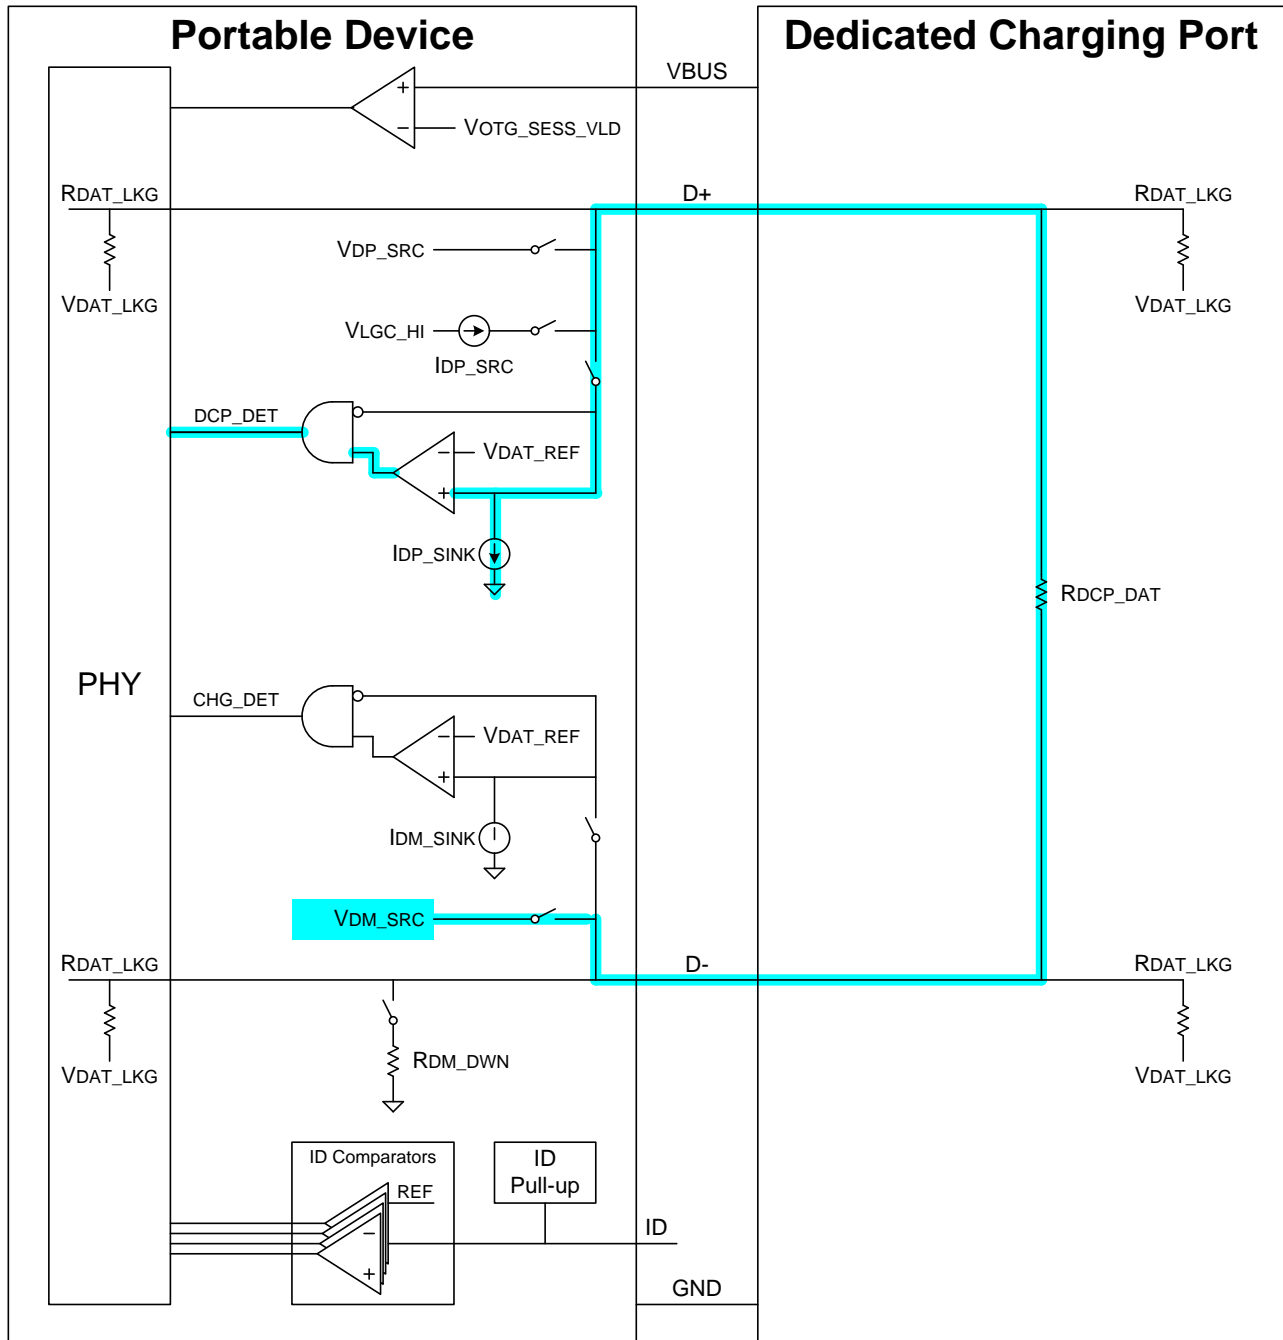 Portable Device
Dedicated Charging Port
VBUS
+
−
VOTG_SESS_VLD
RDAT_LKG
D+
RDAT_LKG
VDP_SRC
VDAT_LKG
VDAT_LKG
VLGC_HI
IDP_SRC
DCP_DET
−
VDAT_REF
+
IDP_SINK
RDCP_DAT
PHY
CHG_DET
−
VDAT_REF
+
IDM_SINK
VDM_SRC
RDAT_LKG
D-
RDAT_LKG
RDM_DWN
VDAT_LKG
VDAT_LKG
ID Comparators
ID
Pull-up
REF
−
+
ID
GND